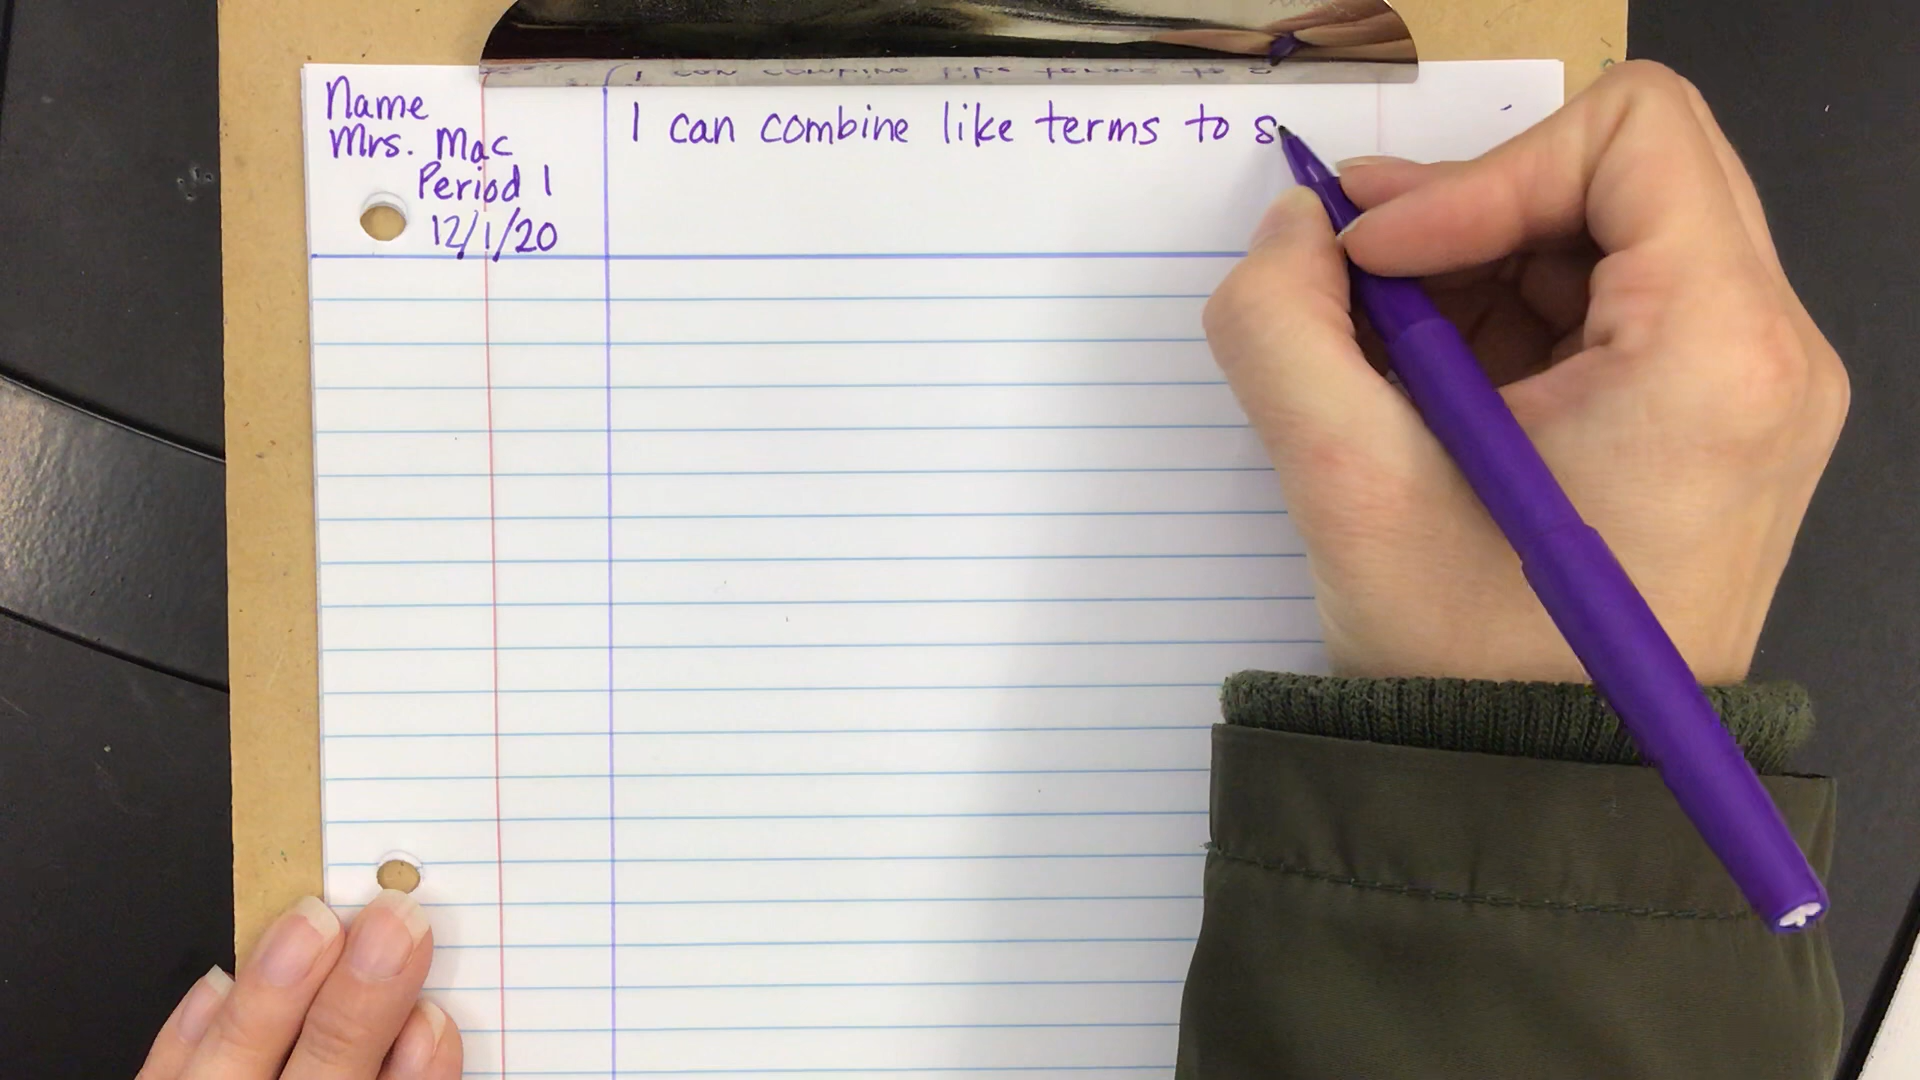 Name
Mrs. Mac
Period 1
12/1/20
I can combine like terms to s